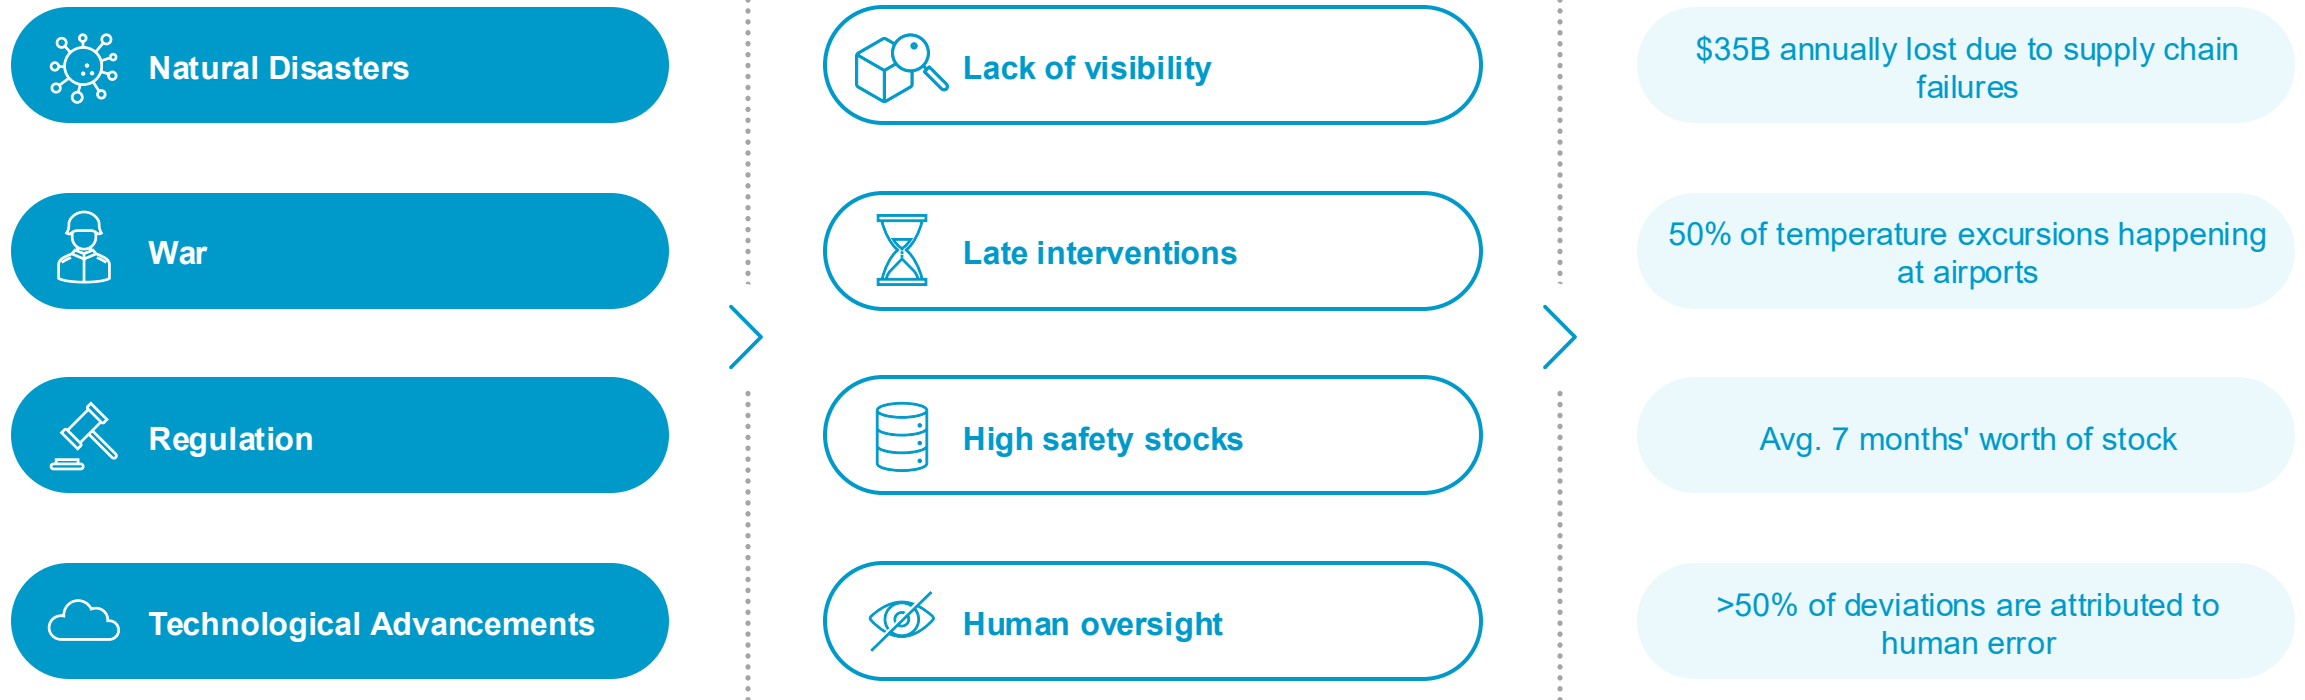 Natural Disasters
Lack of visibility
$35B annually lost due to supply chain
failures
War
Late interventions
50% of temperature excursions happening
at airports
Regulation
High safety stocks
Avg. 7 months' worth of stock
Technological Advancements
Human oversight
>50% of deviations are attributed to
human error